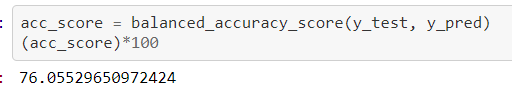 : acc_score = balanced_accuracy_score(y_test, y_pred)
(acc_score)*100
: 76.05529650972424